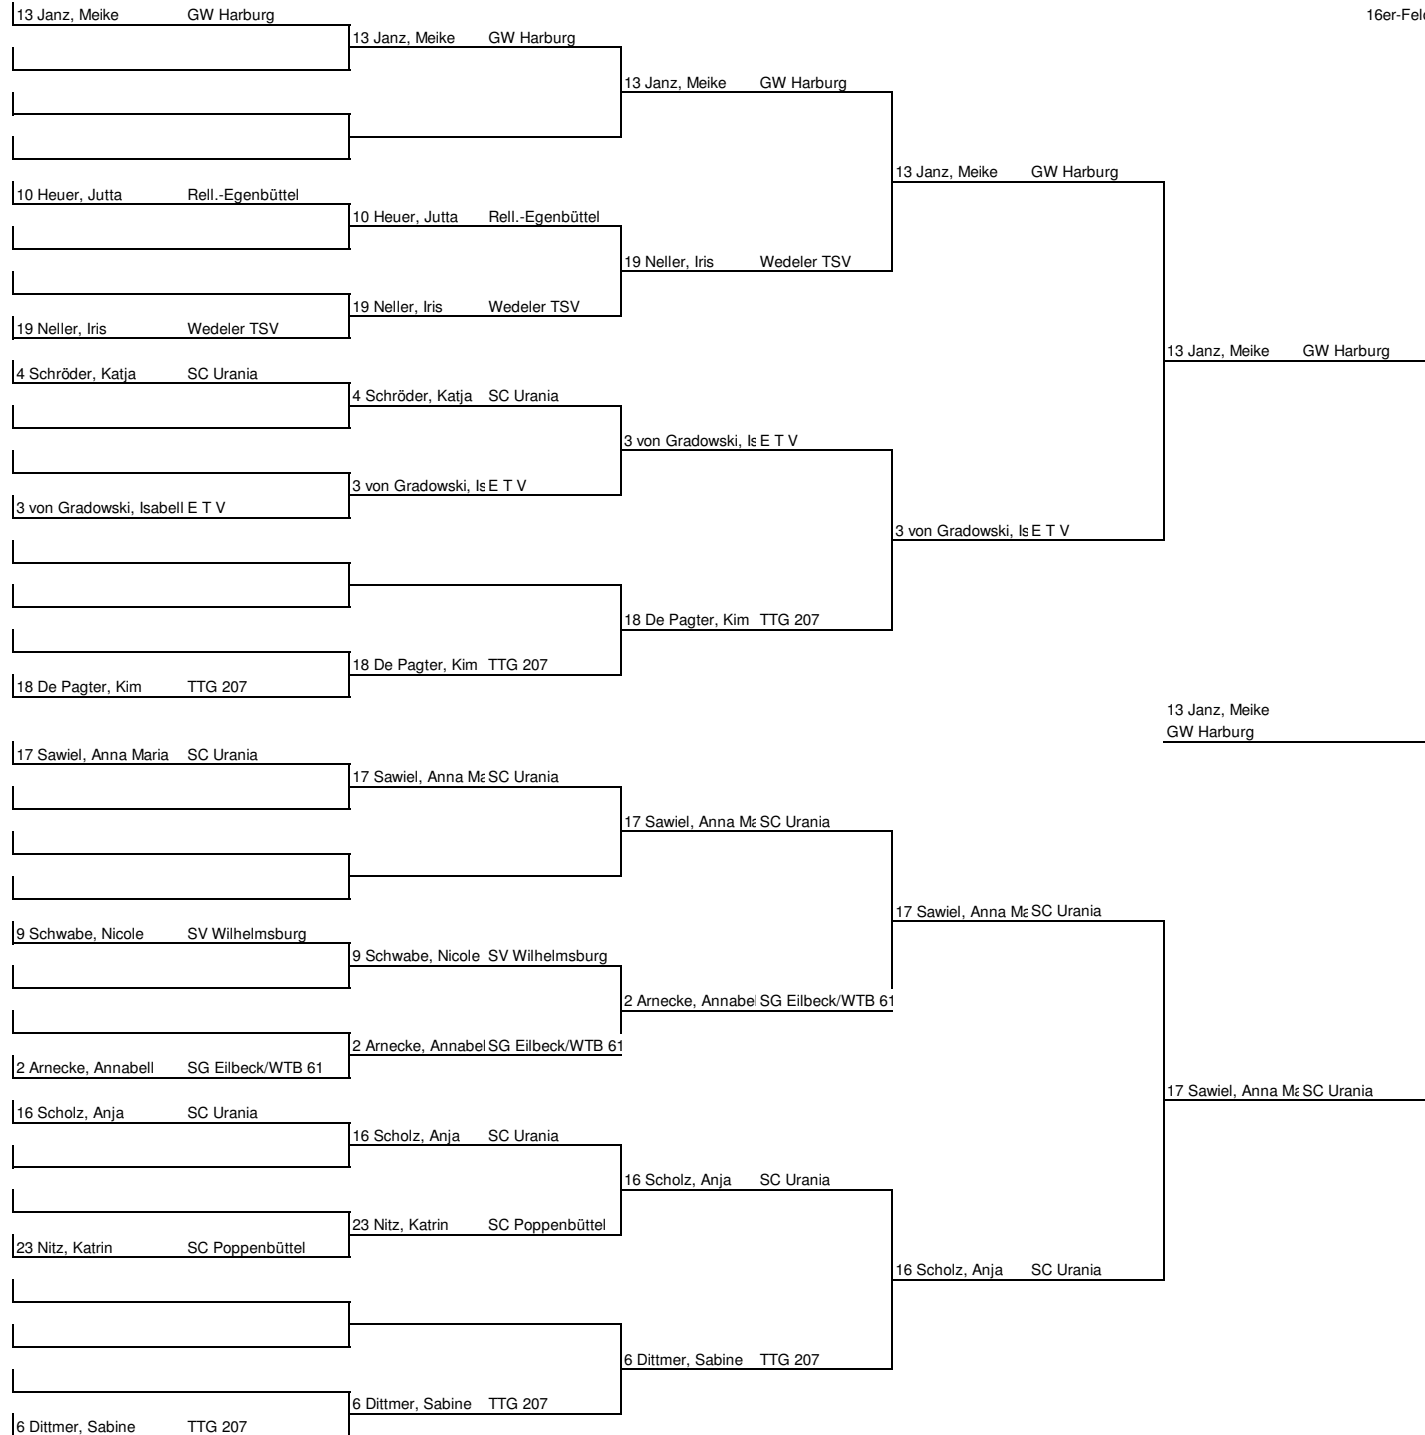 13 Janz, Meike GW Harburg
16er-Fel
13 Janz, Meike GW Harburg
13 Janz, Meike GW Harburg
13 Janz, Meike GW Harburg
10 Heuer, Jutta Rell.-Egenbüttel
10 Heuer, Jutta Rell.-Egenbüttel
19 Neller, Iris Wedeler TSV
19 Neller, Iris Wedeler TSV
19 Neller, Iris Wedeler TSV
13 Janz, Meike GW Harburg
4 Schröder, Katja SC Urania
4 Schröder, Katja SC Urania
3 von Gradowski, Is E T V
3 von Gradowski, Is E T V
3 von Gradowski, Isabell E T V
3 von Gradowski, Is E T V
18 De Pagter, Kim TTG 207
18 De Pagter, Kim TTG 207
18 De Pagter, Kim TTG 207
13 Janz, Meike
GW Harburg
17 Sawiel, Anna Maria SC Urania
17 Sawiel, Anna Ma SC Urania
17 Sawiel, Anna Ma SC Urania
17 Sawiel, Anna Ma SC Urania
9 Schwabe, Nicole SV Wilhelmsburg
9 Schwabe, Nicole SV Wilhelmsburg
2 Arnecke, Annabel SG Eilbeck/WTB 61
2 Arnecke, Annabel SG Eilbeck/WTB 61
2 Arnecke, Annabell SG Eilbeck/WTB 61
17 Sawiel, Anna Ma SC Urania
16 Scholz, Anja SC Urania
16 Scholz, Anja SC Urania
16 Scholz, Anja SC Urania
23 Nitz, Katrin SC Poppenbüttel
23 Nitz, Katrin SC Poppenbüttel
16 Scholz, Anja SC Urania
6 Dittmer, Sabine TTG 207
6 Dittmer, Sabine TTG 207
6 Dittmer, Sabine TTG 207